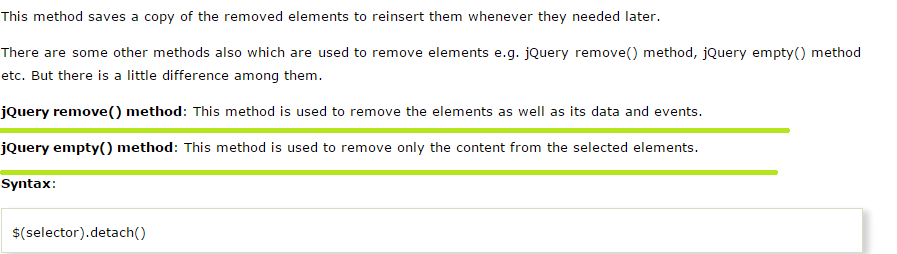 This method saves a copy of the removed elements to reinsert them whenever they needed later.
There are some other methods also which are used to remove elements e.g. jQuery remove() method, jQuery empty() method
etc. But there is a little difference among them.
jQuery remove() method: This method is used to remove the elements as well as its data and events.
jQuery empty() method: This method is used to remove only the content from the selected elements.
Syntax:
$(selector).detach()